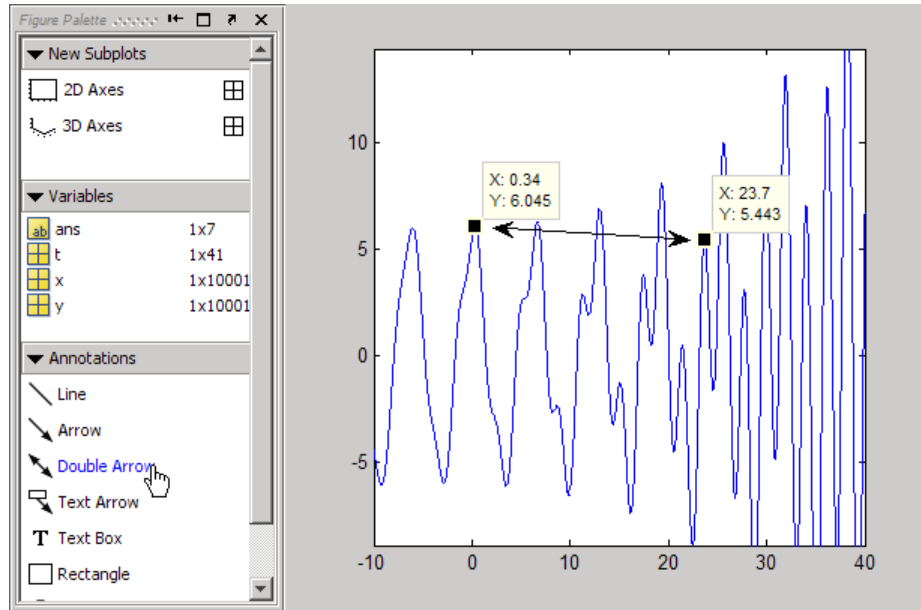 Figure Palette
New Subplots
2D Axes
3D Axes
Variables
ab ans 1x7
t 1x41
x 1x10001
y 1x10001
Annotations
Line
Arrow
Double Arrow
Text Arrow
T Text Box
Rectangle
X: 0.34
Y: 6.045
X: 23.7
Y: 5.443
10
5
0
-5
-10 0 10 20 30 40